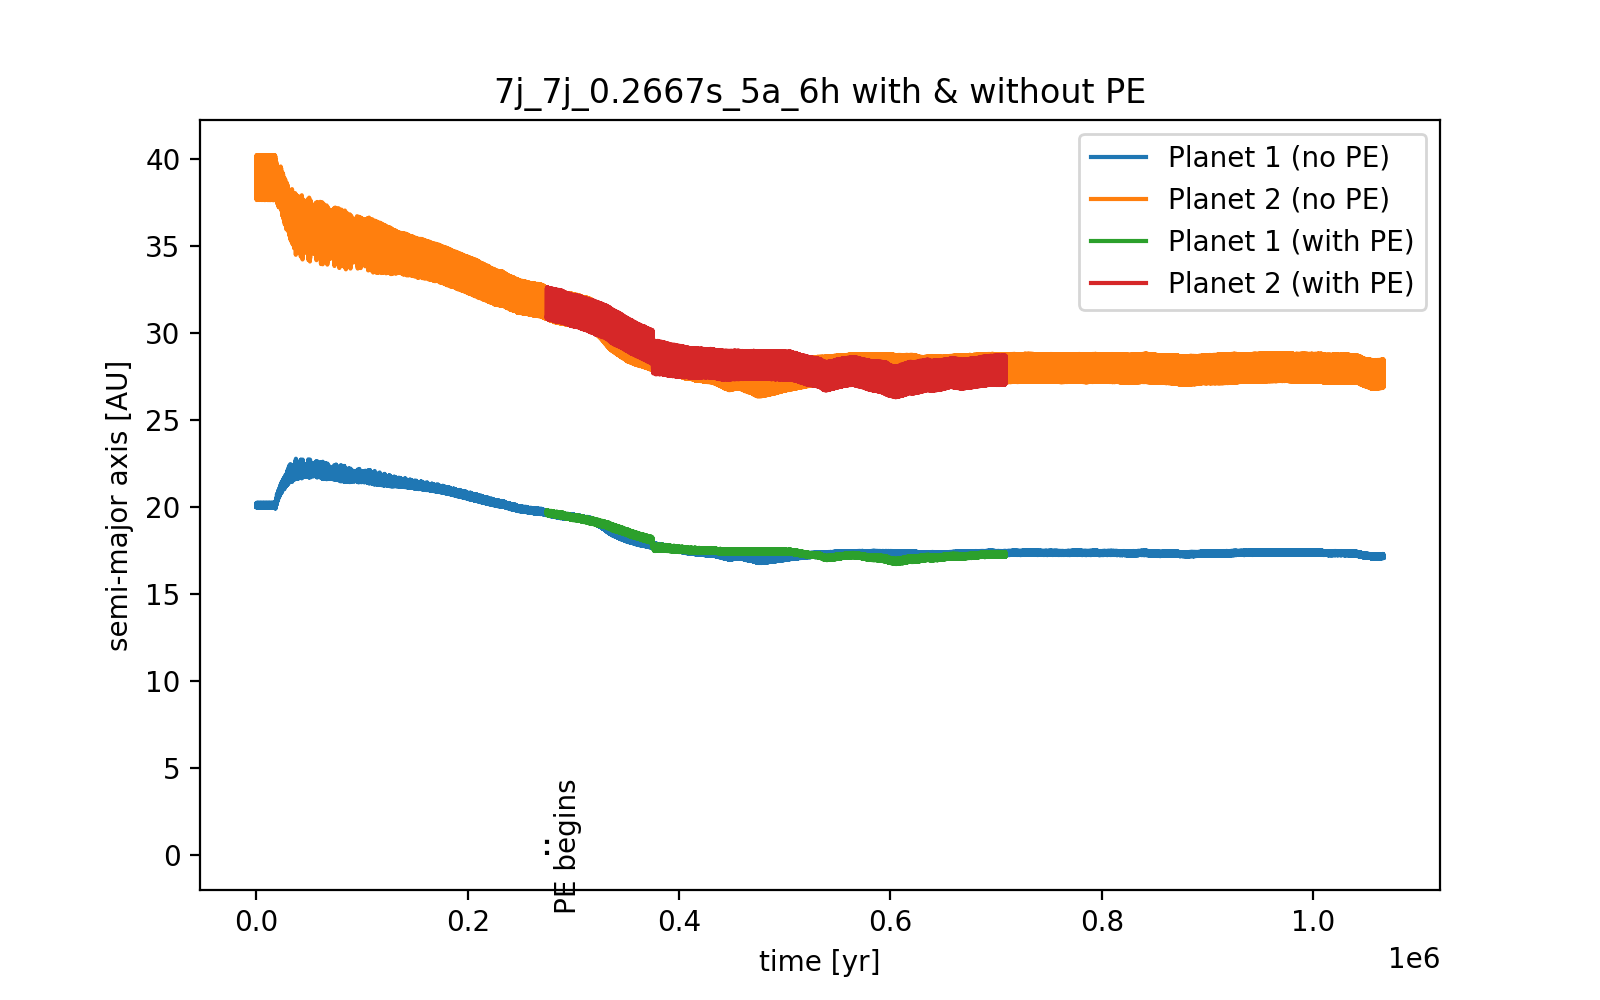 7j_7j_0.2667s_5a_6h with & without PE
Planet 1 (no PE)
Planet 2 (no PE)
Planet 1 (with PE)
Planet 2 (with PE)
semi-major axis [AU]
40
35
30
25
20
15
10
5
0
PE begins
0.0
0.2
0.4
0.6
0.8
1.0
1e6
time [yr]